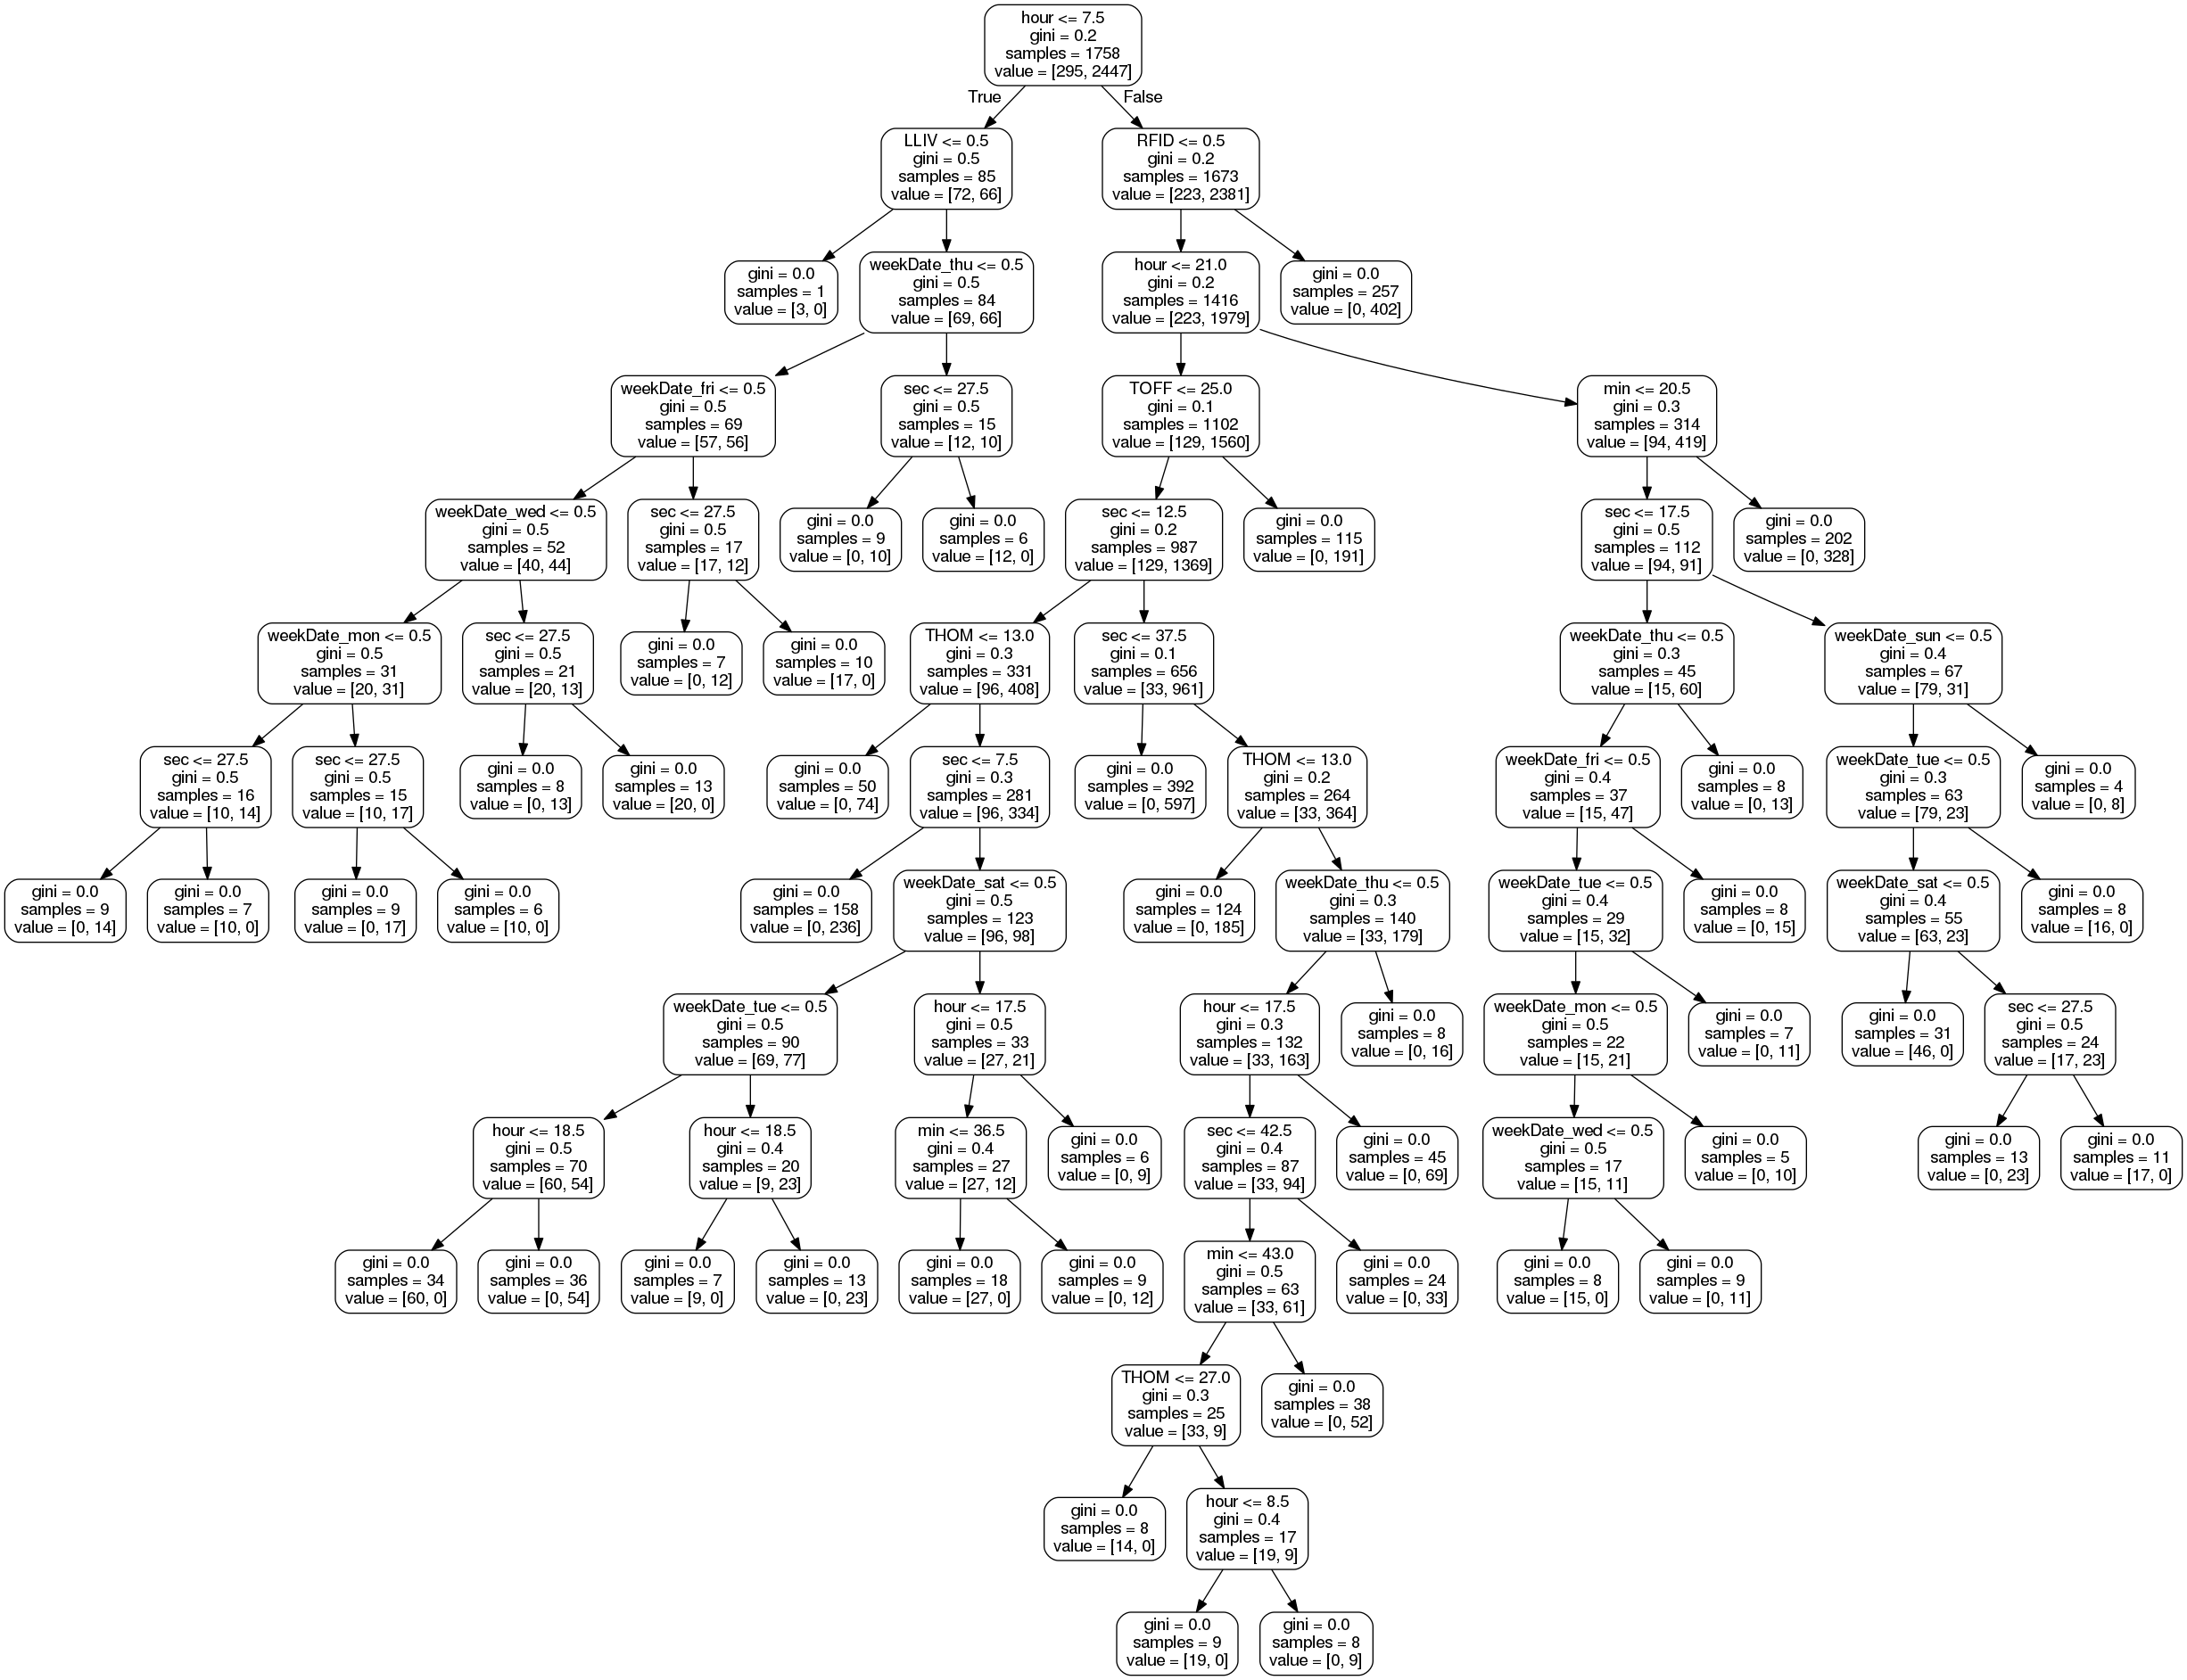 hour <= 7.5
gini = 0.2
samples = 1758
value = [295, 2447]
True
False
LLIV <= 0.5
gini = 0.5
samples = 85
value = [72, 66]
RFID <= 0.5
gini = 0.2
samples = 1673
value = [223, 2381]
gini = 0.0
samples = 1
value = [3, 0]
weekDate_thu <= 0.5
gini = 0.5
samples = 84
value = [69, 66]
hour <= 21.0
gini = 0.2
samples = 1416
value = [223, 1979]
gini = 0.0
samples = 257
value = [0, 402]
weekDate_fri <= 0.5
gini = 0.5
samples = 69
value = [57, 56]
sec <= 27.5
gini = 0.5
samples = 15
value = [12, 10]
TOFF <= 25.0
gini = 0.1
samples = 1102
value = [129, 1560]
min <= 20.5
gini = 0.3
samples = 314
value = [94, 419]
weekDate_wed <= 0.5
gini = 0.5
samples = 52
value = [40, 44]
sec <= 27.5
gini = 0.5
samples = 17
value = [17, 12]
gini = 0.0
samples = 9
value = [0, 10]
gini = 0.0
samples = 6
value = [12, 0]
sec <= 12.5
gini = 0.2
samples = 987
value = [129, 1369]
gini = 0.0
samples = 115
value = [0, 191]
sec <= 17.5
gini = 0.5
samples = 112
value = [94, 91]
gini = 0.0
samples = 202
value = [0, 328]
weekDate_mon <= 0.5
gini = 0.5
samples = 31
value = [20, 31]
sec <= 27.5
gini = 0.5
samples = 21
value = [20, 13]
gini = 0.0
samples = 7
value = [0, 12]
gini = 0.0
samples = 10
value = [17, 0]
THOM <= 13.0
gini = 0.3
samples = 331
value = [96, 408]
sec <= 37.5
gini = 0.1
samples = 656
value = [33, 961]
weekDate_thu <= 0.5
gini = 0.3
samples = 45
value = [15, 60]
weekDate_sun <= 0.5
gini = 0.4
samples = 67
value = [79, 31]
sec <= 27.5
gini = 0.5
samples = 16
value = [10, 14]
sec <= 27.5
gini = 0.5
samples = 15
value = [10, 17]
gini = 0.0
samples = 8
value = [0, 13]
gini = 0.0
samples = 13
value = [20, 0]
gini = 0.0
samples = 50
value = [0, 74]
sec <= 7.5
gini = 0.3
samples = 281
value = [96, 334]
gini = 0.0
samples = 392
value = [0, 597]
THOM <= 13.0
gini = 0.2
samples = 264
value = [33, 364]
weekDate_fri <= 0.5
gini = 0.4
samples = 37
value = [15, 47]
gini = 0.0
samples = 8
value = [0, 13]
weekDate_tue <= 0.5
gini = 0.3
samples = 63
value = [79, 23]
gini = 0.0
samples = 4
value = [0, 8]
gini = 0.0
samples = 9
value = [0, 14]
gini = 0.0
samples = 7
value = [10, 0]
gini = 0.0
samples = 9
value = [0, 17]
gini = 0.0
samples = 6
value = [10, 0]
gini = 0.0
samples = 158
value = [0, 236]
weekDate_sat <= 0.5
gini = 0.5
samples = 123
value = [96, 98]
gini = 0.0
samples = 124
value = [0, 185]
weekDate_thu <= 0.5
gini = 0.3
samples = 140
value = [33, 179]
weekDate_tue <= 0.5
gini = 0.4
samples = 29
value = [15, 32]
gini = 0.0
samples = 8
value = [0, 15]
weekDate_sat <= 0.5
gini = 0.4
samples = 55
value = [63, 23]
gini = 0.0
samples = 8
value = [16, 0]
weekDate_tue <= 0.5
gini = 0.5
samples = 90
value = [69, 77]
hour <= 17.5
gini = 0.5
samples = 33
value = [27, 21]
hour <= 17.5
gini = 0.3
samples = 132
value = [33, 163]
gini = 0.0
samples = 8
value = [0, 16]
weekDate_mon <= 0.5
gini = 0.5
samples = 22
value = [15, 21]
gini = 0.0
samples = 7
value = [0, 11]
gini = 0.0
samples = 31
value = [46, 0]
sec <= 27.5
gini = 0.5
samples = 24
value = [17, 23]
hour <= 18.5
gini = 0.5
samples = 70
value = [60, 54]
hour <= 18.5
gini = 0.4
samples = 20
value = [9, 23]
min <= 36.5
gini = 0.4
samples = 27
value = [27, 12]
gini = 0.0
samples = 6
value = [0, 9]
sec <= 42.5
gini = 0.4
samples = 87
value = [33, 94]
gini = 0.0
samples = 45
value = [0, 69]
weekDate_wed <= 0.5
gini = 0.5
samples = 17
value = [15, 11]
gini = 0.0
samples = 5
value = [0, 10]
gini = 0.0
samples = 13
value = [0, 23]
gini = 0.0
samples = 11
value = [17, 0]
gini = 0.0
samples = 34
value = [60, 0]
gini = 0.0
samples = 36
value = [0, 54]
gini = 0.0
samples = 7
value = [9, 0]
gini = 0.0
samples = 13
value = [0, 23]
gini = 0.0
samples = 18
value = [27, 0]
gini = 0.0
samples = 9
value = [0, 12]
min <= 43.0
gini = 0.5
samples = 63
value = [33, 61]
gini = 0.0
samples = 24
value = [0, 33]
gini = 0.0
samples = 8
value = [15, 0]
gini = 0.0
samples = 9
value = [0, 11]
THOM <= 27.0
gini = 0.3
samples = 25
value = [33, 9]
gini = 0.0
samples = 38
value = [0, 52]
gini = 0.0
samples = 8
value = [14, 0]
hour <= 8.5
gini = 0.4
samples = 17
value = [19, 9]
gini = 0.0
samples = 9
value = [19, 0]
gini = 0.0
samples = 8
value = [0, 9]